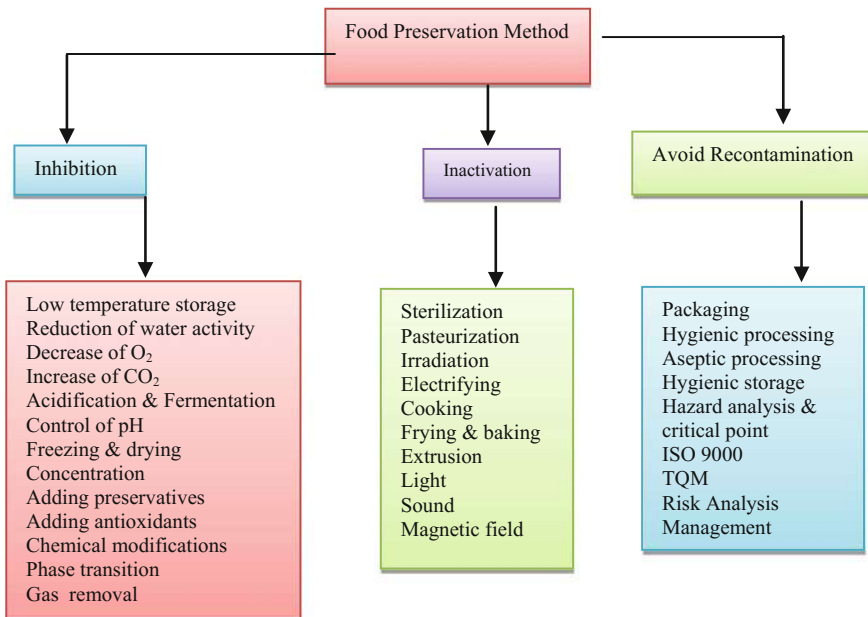 Food Preservation Method
Inhibition
Inactivation
Avoid Recontamination
Low temperature storage
Reduction of water activity
Decrease of O₂
Increase of CO₂
Acidification & Fermentation
Control of pH
Freezing & drying
Concentration
Adding preservatives
Adding antioxidants
Chemical modifications
Phase transition
Gas removal
Sterilization
Pasteurization
Irradiation
Electrifying
Cooking
Frying & baking
Extrusion
Light
Sound
Magnetic field
Packaging
Hygienic processing
Aseptic processing
Hygienic storage
Hazard analysis &
critical point
ISO 9000
TQM
Risk Analysis
Management